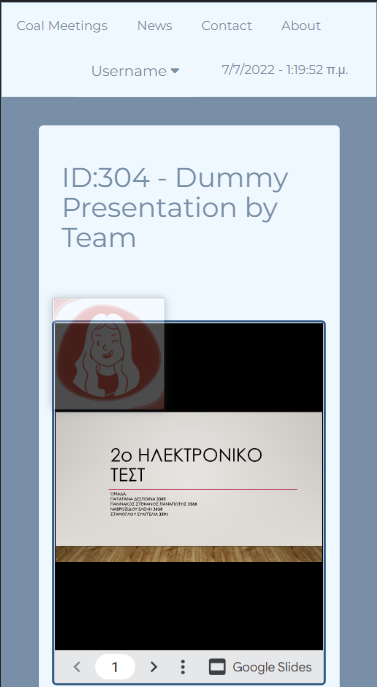 Coal Meetings News Contact About
Username 7/7/2022 - 1:19:52 π.μ.
ID:304 - Dummy
Presentation by
Team
2ο ΗΛΕΚΤΡΟΝΙΚΟ
ΤΕΣΤ
ΟΜΑΔΑ:
1
Google Slides